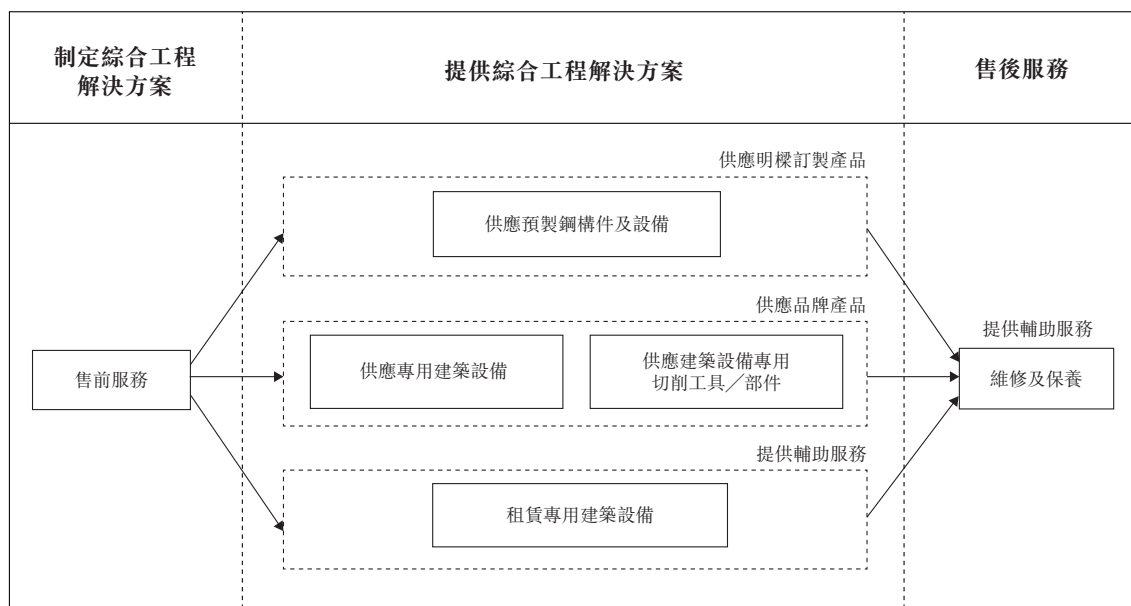 制定綜合工程
解決方案
提供綜合工程解決方案
售後服務
供應明樑訂製產品
供應預製鋼構件及設備
供應品牌產品
售前服務
供應專用建築設備
供應建築設備專用
切削工具／部件
提供輔助服務
維修及保養
提供輔助服務
租賃專用建築設備